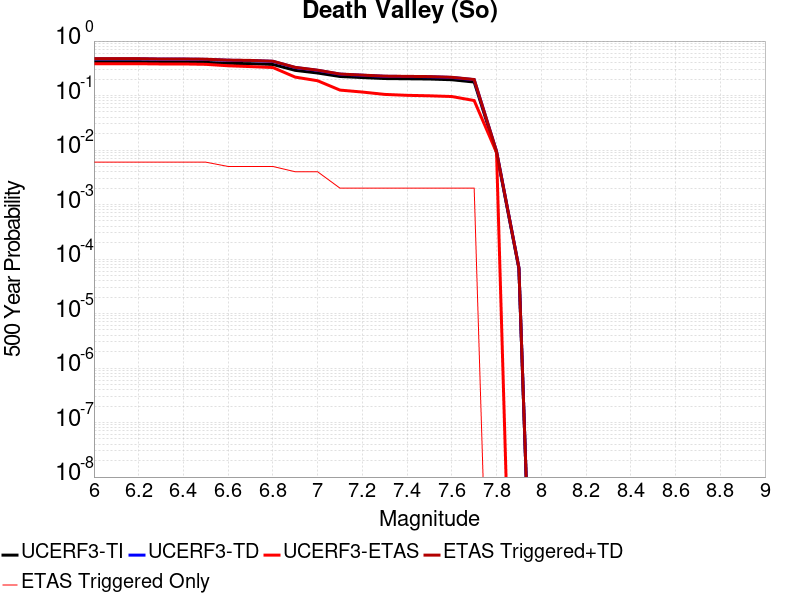 Death Valley (So)
10^0
10^-1
10^-2
10^-3
10^-4
10^-5
10^-6
10^-7
10^-8
500 Year Probability
6 6.2 6.4 6.6 6.8 7 7.2 7.4 7.6 7.8 8 8.2 8.4 8.6 8.8 9
Magnitude
UCERF3-TI UCERF3-TD UCERF3-ETAS ETAS Triggered+TD
ETAS Triggered Only